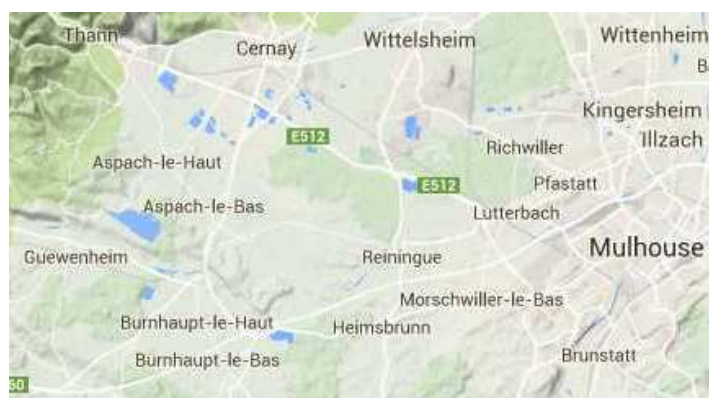 Thann
Cernay
Wittelsheim
Wittenheim
B
Kingersheim
Illzach
E512
Richwiller
Aspach-le-Haut
E512
Pfastatt
Aspach-le-Bas
Lutterbach
Guewenheim
Reiningue
Mulhouse
Morschwiller-le-Bas
Burnhaupt-le-Haut
Heimsbrunn
Burnhaupt-le-Bas
Brunstatt
60